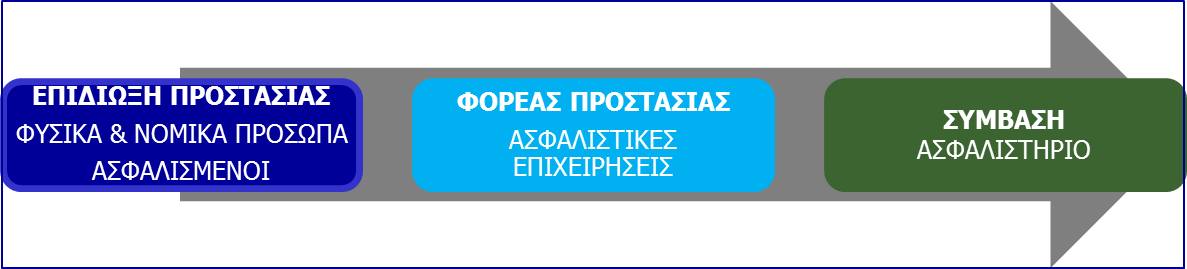 ΕΠΙΔΙΩΞΗ ΠΡΟΣΤΑΣΙΑΣ
ΦΥΣΙΚΑ & ΝΟΜΙΚΑ ΠΡΟΣΩΠΑ
ΑΣΦΑΛΙΣΜΕΝΟΙ
ΦΟΡΕΑΣ ΠΡΟΣΤΑΣΙΑΣ
ΑΣΦΑΛΙΣΤΙΚΕΣ
ΕΠΙΧΕΙΡΗΣΕΙΣ
ΣΥΜΒΑΣΗ
ΑΣΦΑΛΙΣΤΗΡΙΟ